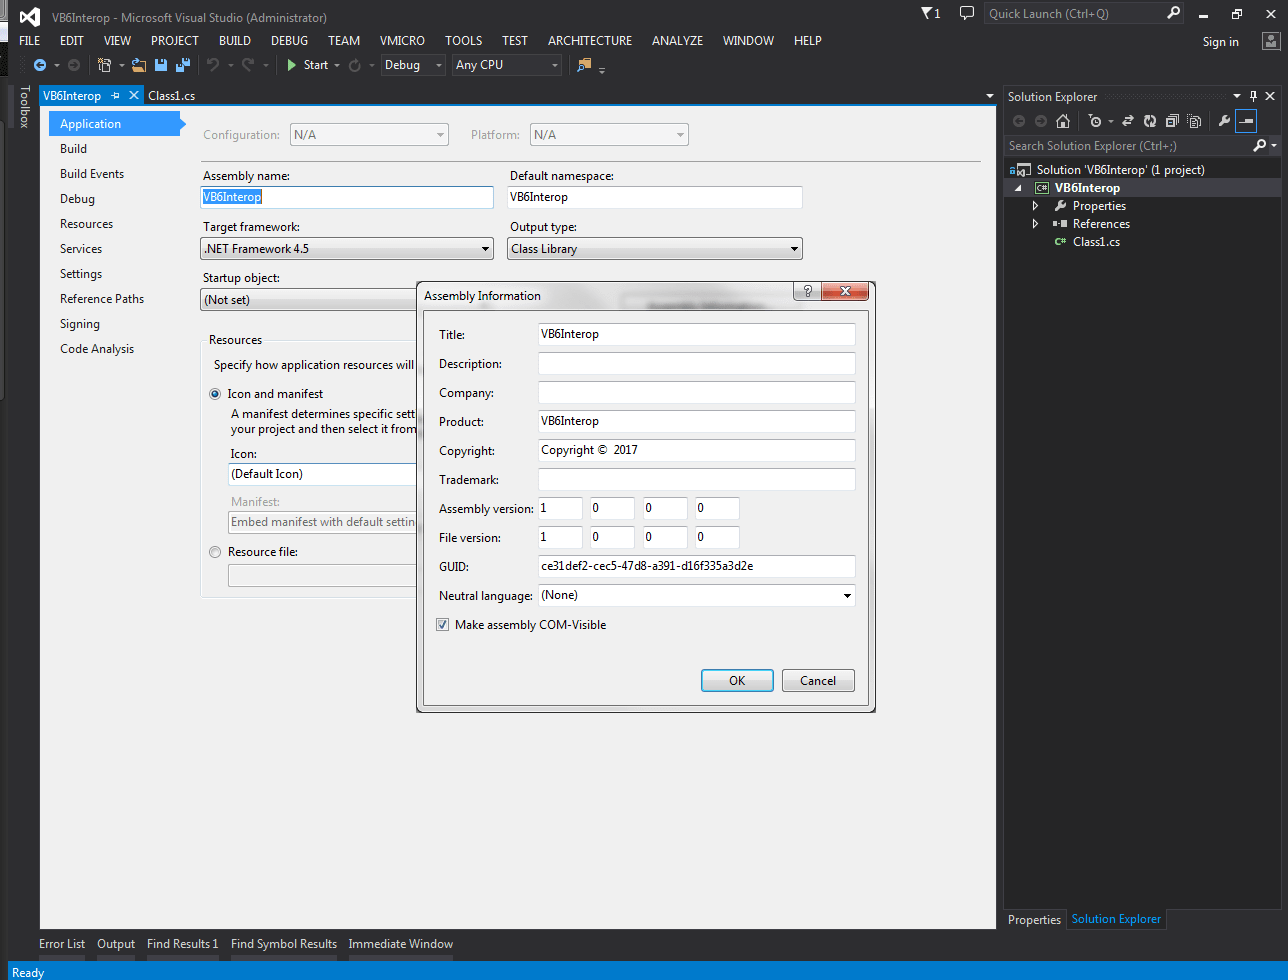 VB6Interop - Microsoft Visual Studio (Administrator)
1
Quick Launch (Ctrl+Q)
FILE EDIT VIEW PROJECT BUILD DEBUG TEAM VMICRO TOOLS TEST ARCHITECTURE ANALYZE WINDOW HELP
Sign in
Start Debug Any CPU
Toolbox
VB6Interop Class1.cs
Application
Build
Build Events
Debug
Resources
Services
Settings
Reference Paths
Signing
Code Analysis
Configuration: N/A Platform: N/A
Assembly name: Default namespace:
VB6Interop VB6Interop
Target framework: Output type:
.NET Framework 4.5 Class Library
Startup object:
(Not set) Assembly Information...
Resources
Specify how application resources will
Icon and manifest
A manifest determines specific sett
your project and then select it from
Icon:
(Default Icon)
Manifest:
Embed manifest with default settin
Resource file:
Assembly Information
?
Title: VB6Interop
Description:
Company:
Product: VB6Interop
Copyright: Copyright © 2017
Trademark:
Assembly version: 1 0 0 0
File version: 1 0 0 0
GUID: ce31def2-cec5-47d8-a391-d16f335a3d2e
Neutral language: (None)
Make assembly COM-Visible
OK Cancel
Solution Explorer
Search Solution Explorer (Ctrl+;)
Solution 'VB6Interop' (1 project)
C# VB6Interop
Properties
References
C# Class1.cs
Properties Solution Explorer
Error List Output Find Results 1 Find Symbol Results Immediate Window
Ready